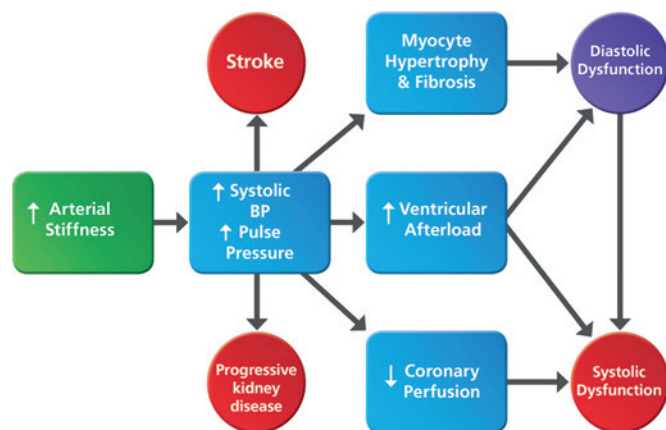 Stroke
Myocyte
Hypertrophy
& Fibrosis
Diastolic
Dysfunction
↑ Arterial
Stiffness
↑ Systolic
BP
↑ Pulse
Pressure
↑ Ventricular
Afterload
Progressive
kidney
disease
↓ Coronary
Perfusion
Systolic
Dysfunction